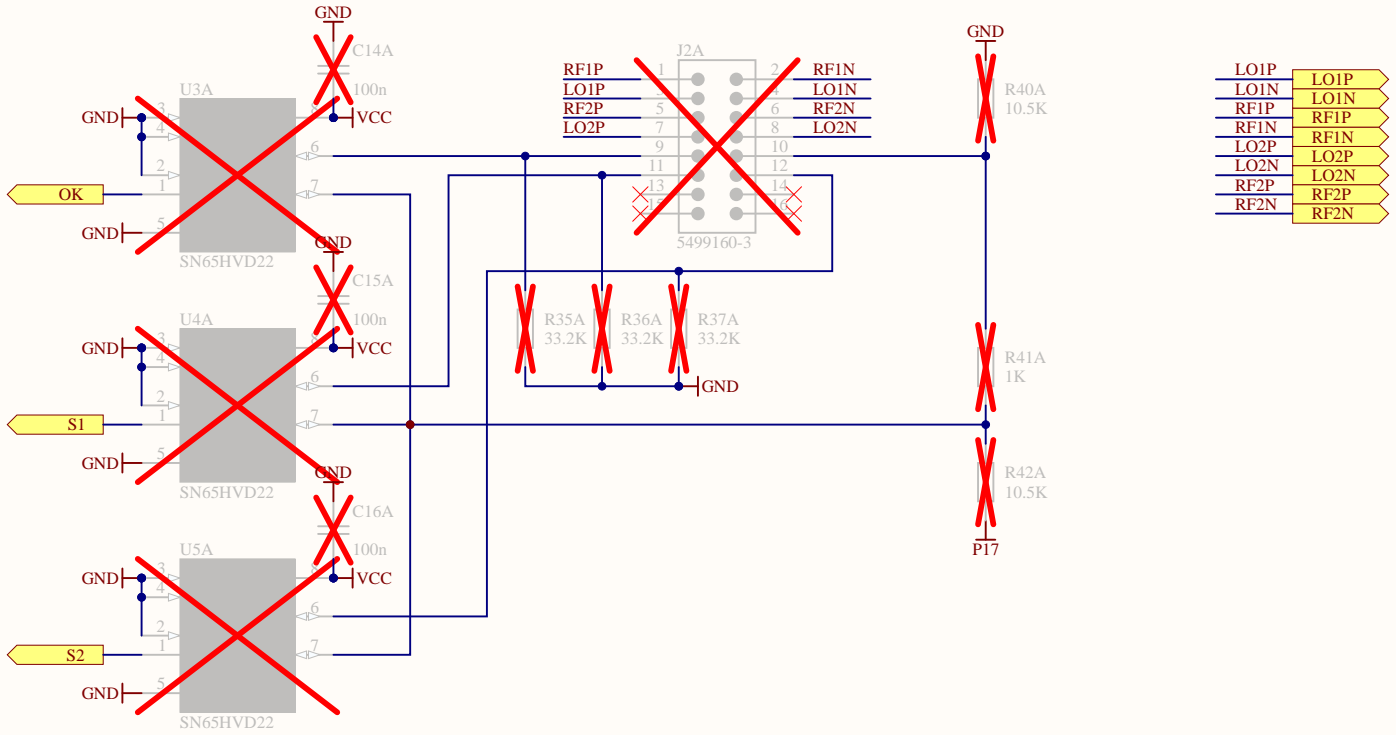 GND
C14A
100n
U3A
3
GND
4
8
VCC
6
2
OK
1
7
GND
5
SN65HVD22
GND
C15A
100n
U4A
3
GND
4
8
VCC
6
2
S1
1
7
GND
5
SN65HVD22
GND
C16A
100n
U5A
3
GND
4
8
VCC
6
2
S2
1
7
GND
5
SN65HVD22
J2A
RF1P 1 2 RF1N
LO1P LO1N
RF2P 5 6 RF2N
LO2P 7 8 LO2N
9 10
11 12
13 14
15 16
5499160-3
R35A
33.2K
R36A
33.2K
R37A
33.2K
GND
GND
R40A
10.5K
R41A
1K
R42A
10.5K
P17
LO1P LO1P
LO1N LO1N
RF1P RF1P
RF1N RF1N
LO2P LO2P
LO2N LO2N
RF2P RF2P
RF2N RF2N